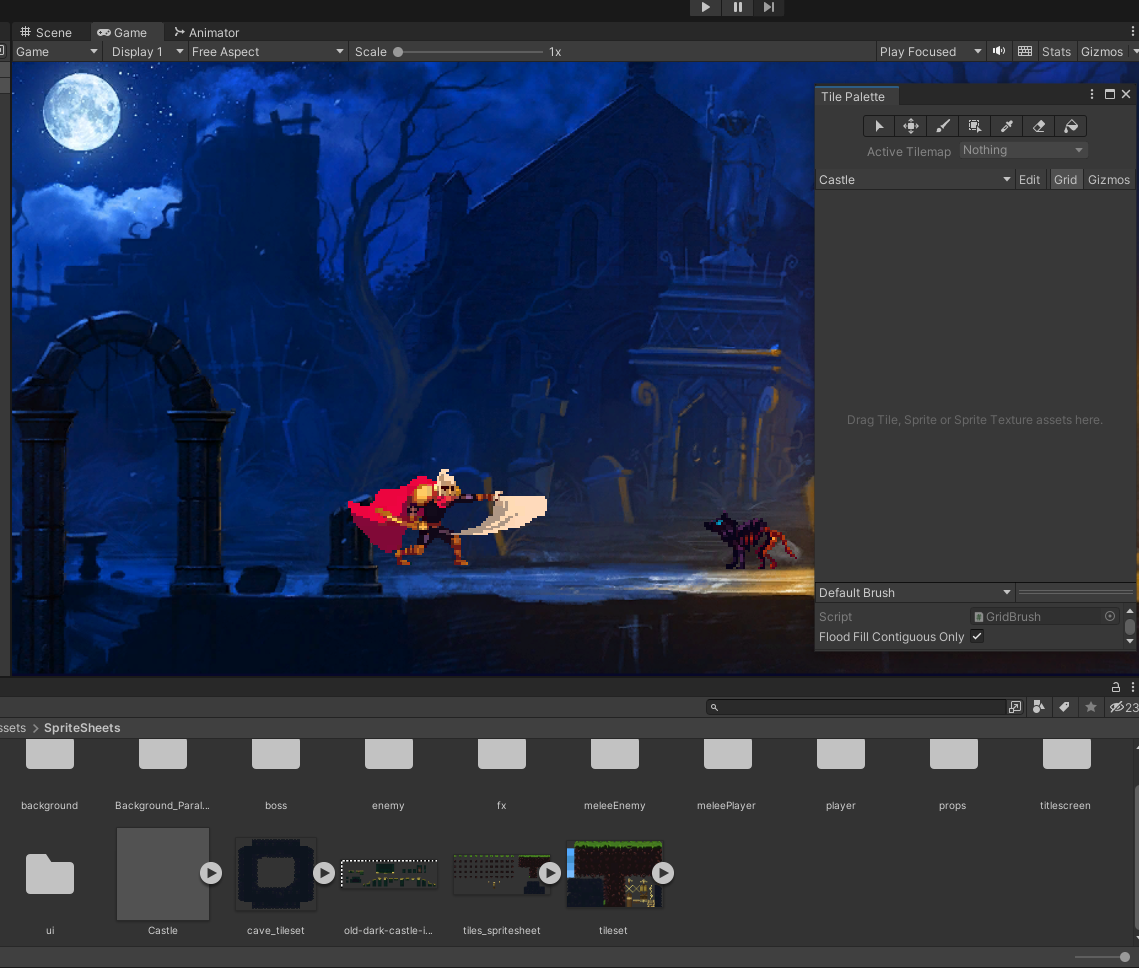 Scene Game Animator
Game Display 1 Free Aspect Scale 1x Play Focused Stats Gizmos
Tile Palette
Active Tilemap Nothing
Castle Edit Grid Gizmos
Drag Tile, Sprite or Sprite Texture assets here.
Default Brush
Script GridBrush
Flood Fill Contiguous Only
23
ssets > SpriteSheets
background Background_Paral... boss enemy fx meleeEnemy meleePlayer player props titlescreen
ui Castle cave_tileset old-dark-castle-i... tiles_spritesheet tileset